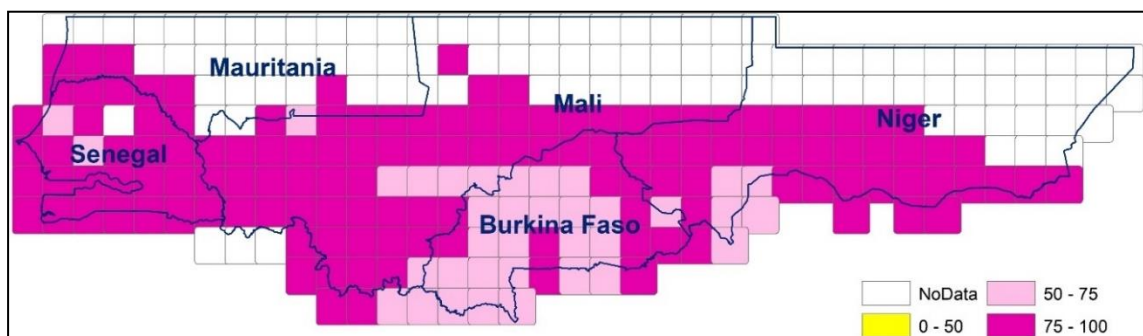 Mauritania
Mali
Niger
Senegal
Burkina Faso
NoData
50 - 75
0 - 50
75 - 100